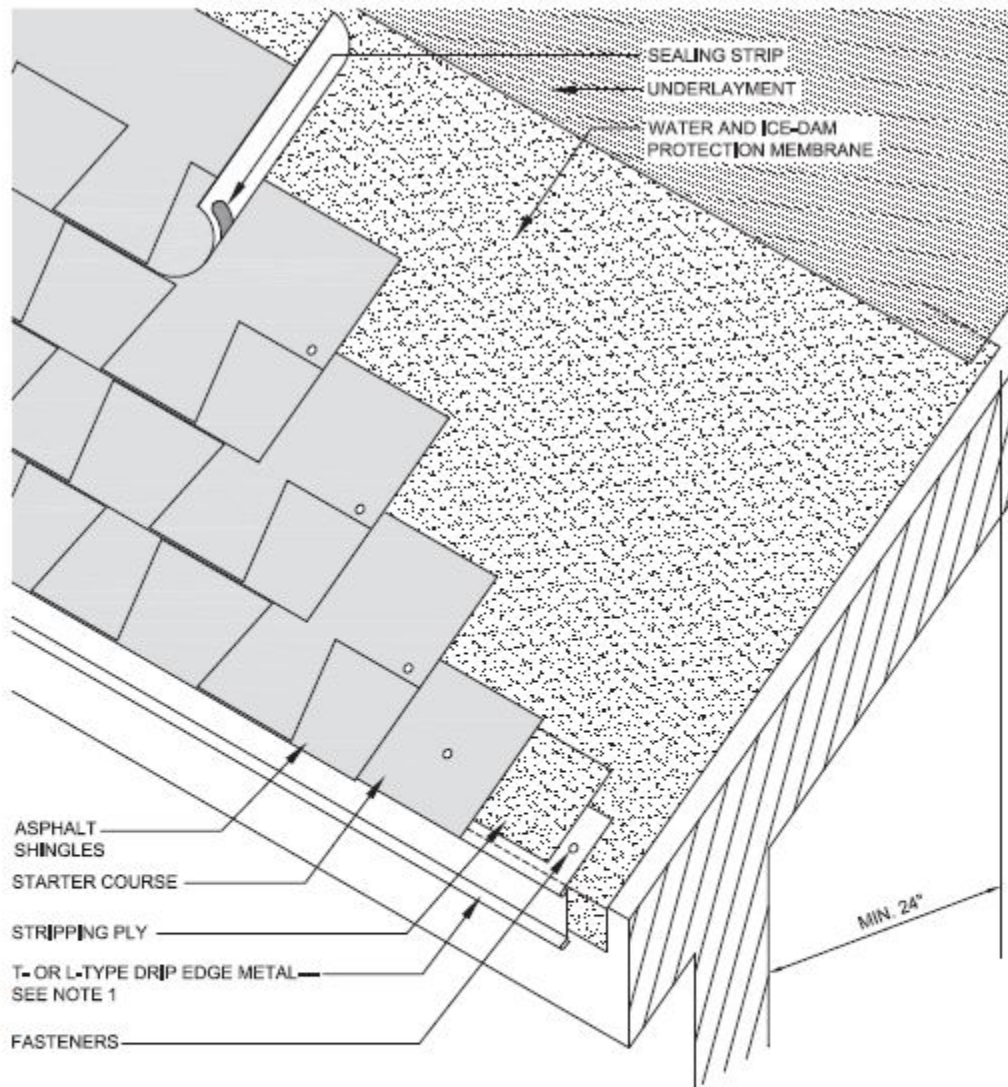 SEALING STRIP
UNDERLAYMENT
WATER AND ICE-DAM
PROTECTION MEMBRANE
ASPHALT
SHINGLES
STARTER COURSE
STRIPPING PLY
T- OR L-TYPE DRIP EDGE METAL
SEE NOTE 1
FASTENERS
MIN. 24"